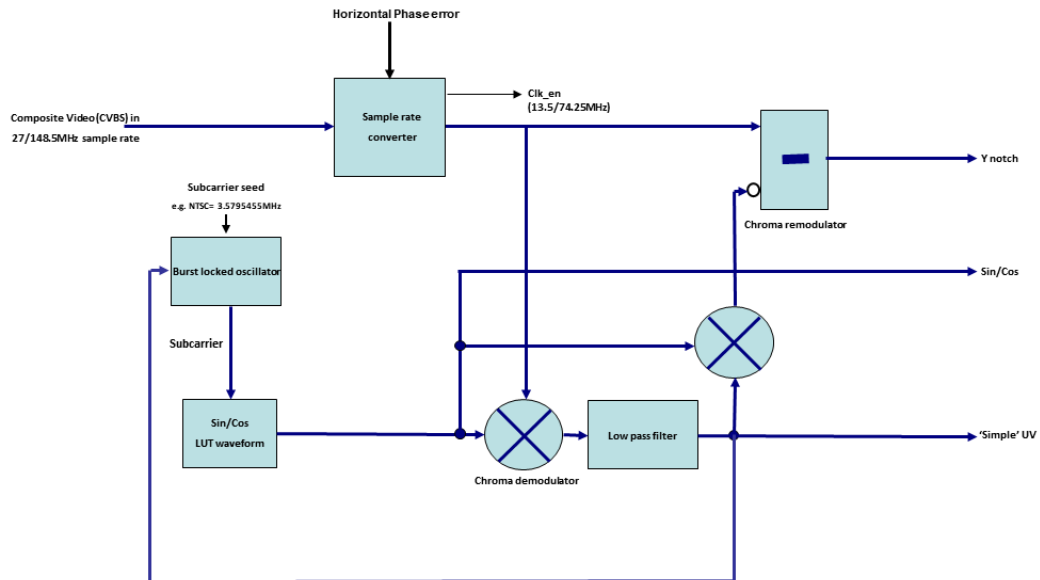 Horizontal Phase error
Clk_en
(13.5/74.25MHz)
Composite Video (CVBS) in
27/148.5MHz sample rate
Sample rate
converter
Y notch
Subcarrier seed
e.g. NTSC= 3.5795455MHz
Chroma remodulator
Burst locked oscillator
Sin/Cos
Subcarrier
Sin/Cos
LUT waveform
Low pass filter
'Simple' UV
Chroma demodulator